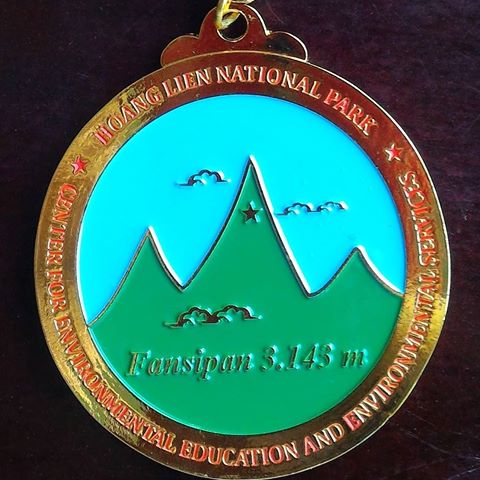 HOANG LIEN NATIONAL PARK
CENTER FOR ENVIRONMENTAL EDUCATION AND ENVIRONMENTAL SERVICES
Fansipan 3.143 m